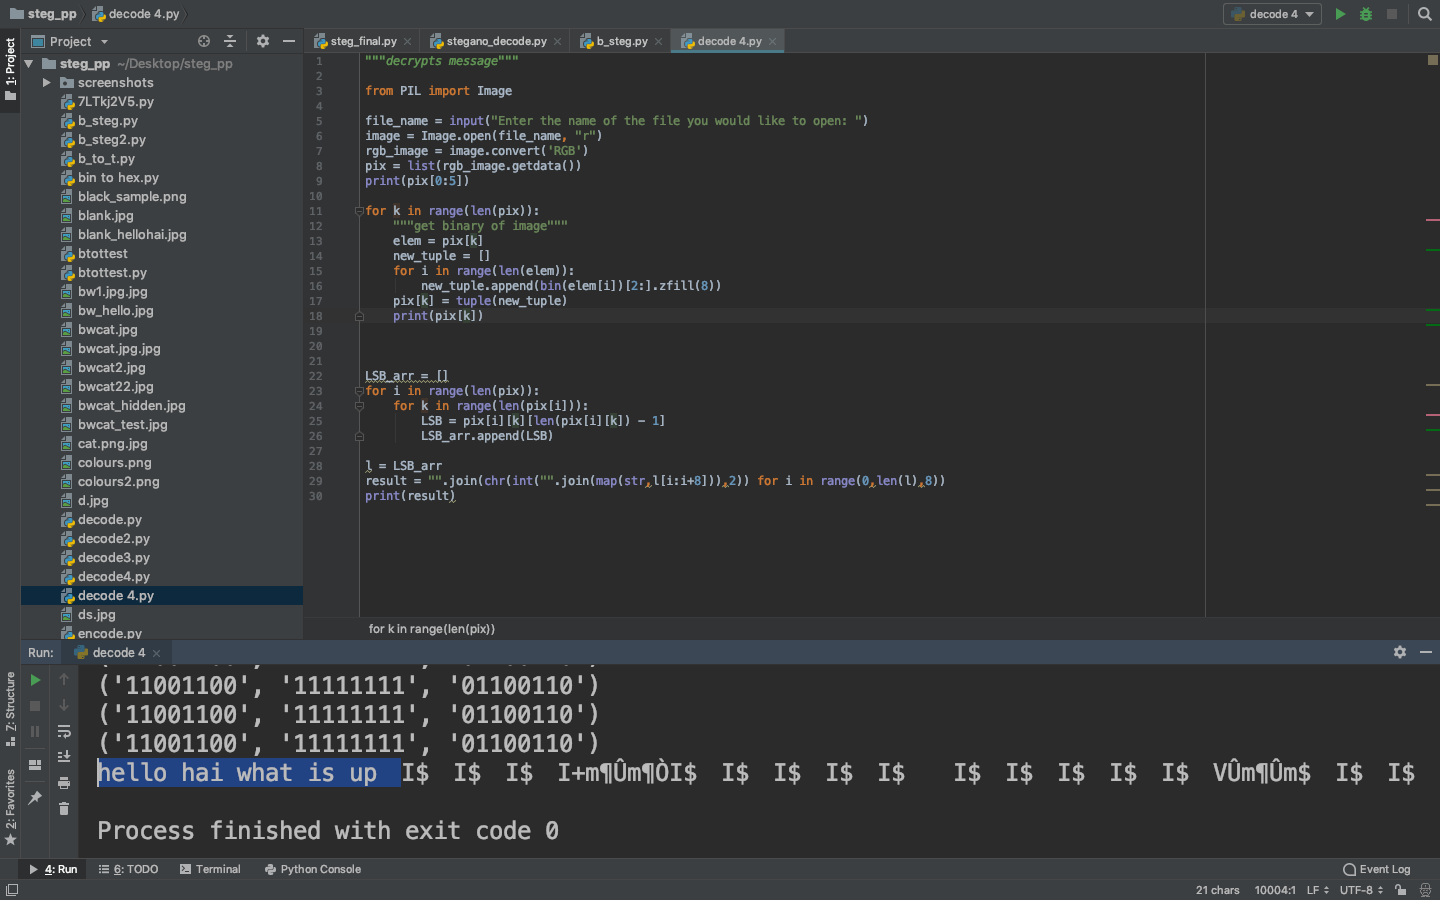 steg_pp
decode 4.py
decode 4
1: Project
Project
steg_final.py
stegano_decode.py
b_steg.py
decode 4.py
steg_pp ~/Desktop/steg_pp
screenshots
7LTkj2V5.py
b_steg.py
b_steg2.py
b_to_t.py
bin to hex.py
black_sample.png
blank.jpg
blank_hellohai.jpg
btottest
btottest.py
bw1.jpg.jpg
bw_hello.jpg
bwcat.jpg
bwcat.jpg.jpg
bwcat2.jpg
bwcat22.jpg
bwcat_hidden.jpg
bwcat_test.jpg
cat.png.jpg
colours.png
colours2.png
d.jpg
decode.py
decode2.py
decode3.py
decode4.py
decode 4.py
ds.jpg
encode.py
1 """decrypts message"""
2
3 from PIL import Image
4
5 file_name = input("Enter the name of the file you would like to open: ")
6 image = Image.open(file_name, "r")
7 rgb_image = image.convert('RGB')
8 pix = list(rgb_image.getdata())
9 print(pix[0:5])
10
11 for k in range(len(pix)):
12     """get binary of image"""
13     elem = pix[k]
14     new_tuple = []
15     for i in range(len(elem)):
16         new_tuple.append(bin(elem[i])[2:].zfill(8))
17     pix[k] = tuple(new_tuple)
18     print(pix[k])
19
20
21
22 LSB_arr = []
23 for i in range(len(pix)):
24     for k in range(len(pix[i])):
25         LSB = pix[i][k][len(pix[i][k]) - 1]
26         LSB_arr.append(LSB)
27
28 l = LSB_arr
29 result = "".join(chr(int("".join(map(str,l[i:i+8])),2)) for i in range(0,len(l),8))
30 print(result)
for k in range(len(pix))
Run: decode 4
('11001100', '11111111', '01100110')
('11001100', '11111111', '01100110')
('11001100', '11111111', '01100110')
hello hai what is up I$ I$ I$ I+m¶Ûm¶ÒI$ I$ I$ I$ I$ I$ I$ I$ I$ I$ VÛm¶Ûm$ I$ I$
Process finished with exit code 0
Z: Structure
2: Favorites
4: Run
6: TODO
Terminal
Python Console
Event Log
21 chars 10004:1 LF UTF-8